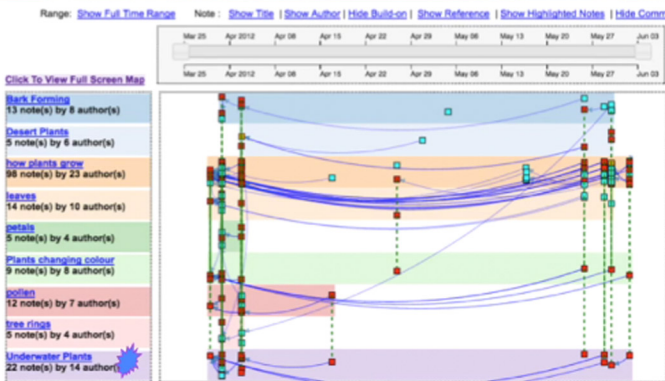 Range: Show Full Time Range Note : Show Title | Show Author | Hide Build-on | Show Reference | Show Highlighted Notes | Hide
Mar 25 Apr 2012 Apr 08 Apr 15 Apr 22 Apr 29 May 06 May 13 May 20 May 27 Jun 03
Mar 25 Apr 2012 Apr 08 Apr 15 Apr 22 Apr 29 May 06 May 13 May 20 May 27 Jun 03
Click To View Full Screen Map
Bark Forming
13 note(s) by 8 author(s)
Desert Plants
5 note(s) by 6 author(s)
how plants grow
98 note(s) by 23 author(s)
leaves
14 note(s) by 10 author(s)
petals
5 note(s) by 4 author(s)
Plants changing colour
9 note(s) by 8 author(s)
pollen
12 note(s) by 7 author(s)
tree rings
5 note(s) by 4 author(s)
Underwater Plants
22 note(s) by 14 author(s)